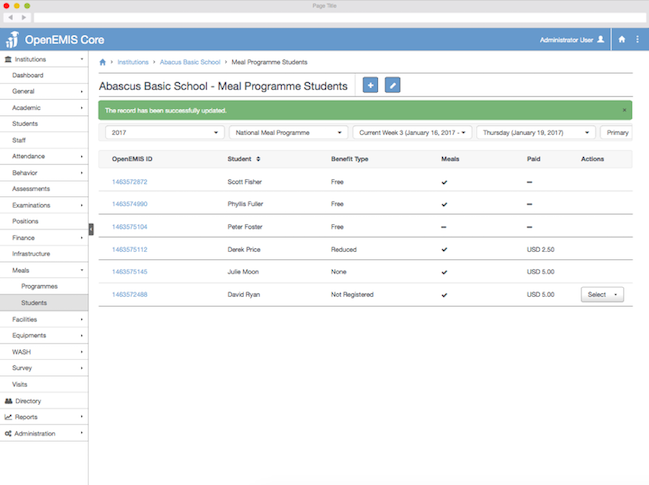 Page Title
OpenEMIS Core
Administrator User
Institutions
Dashboard
General
Academic
Students
Staff
Attendance
Behavior
Assessments
Examinations
Positions
Finance
Infrastructure
Meals
Programmes
Students
Facilities
Equipments
WASH
Survey
Visits
Directory
Reports
Administration
Institutions › Abacus Basic School › Meal Programme Students
Abascus Basic School - Meal Programme Students
The record has been successfully updated. ×
2017 National Meal Programme Current Week 3 (January 16, 2017 - Thursday (January 19, 2017) Primary
OpenEMIS ID Student Benefit Type Meals Paid Actions
1463572872 Scott Fisher Free ✓ –
1463574990 Phyllis Fuller Free ✓ –
1463575104 Peter Foster Free – –
1463575112 Derek Price Reduced ✓ USD 2.50
1463575145 Julie Moon None ✓ USD 5.00
1463572488 David Ryan Not Registered ✓ USD 5.00 Select